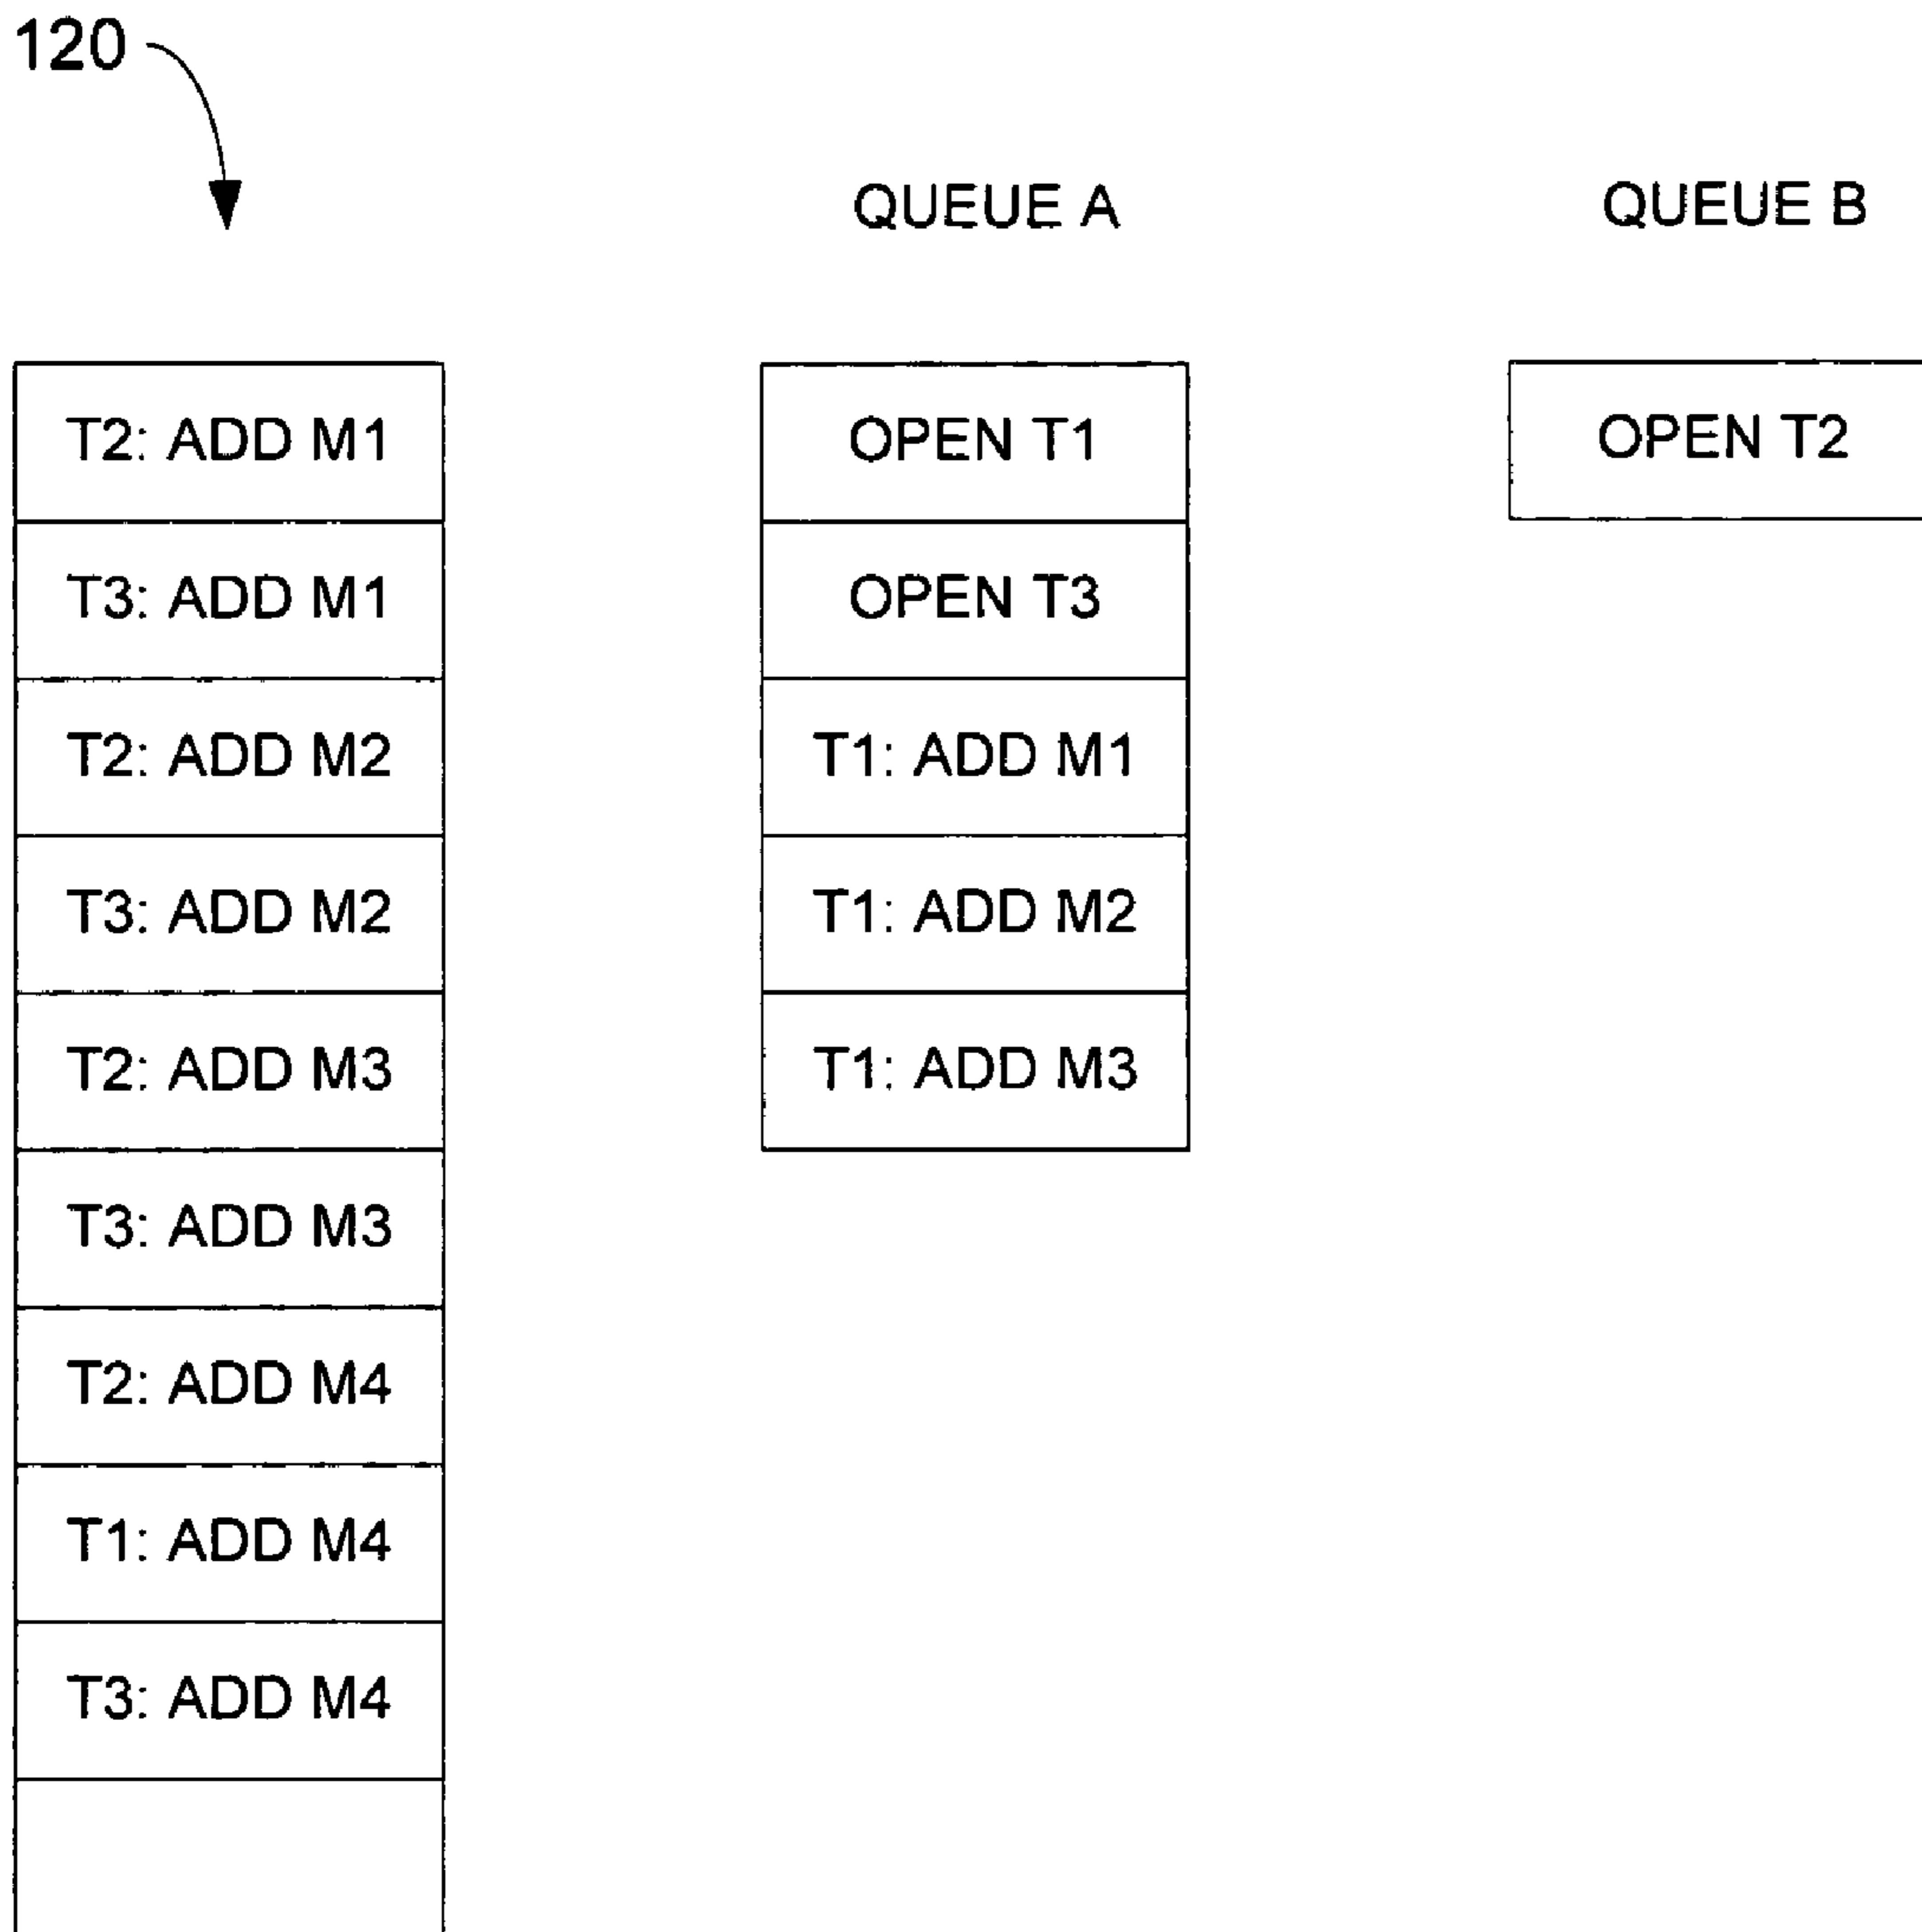 120
QUEUE A
QUEUE B
T2: ADD M1
T3: ADD M1
T2: ADD M2
T3: ADD M2
T2: ADD M3
T3: ADD M3
T2: ADD M4
T1: ADD M4
T3: ADD M4
OPEN T1
OPEN T3
T1: ADD M1
T1: ADD M2
T1: ADD M3
OPEN T2